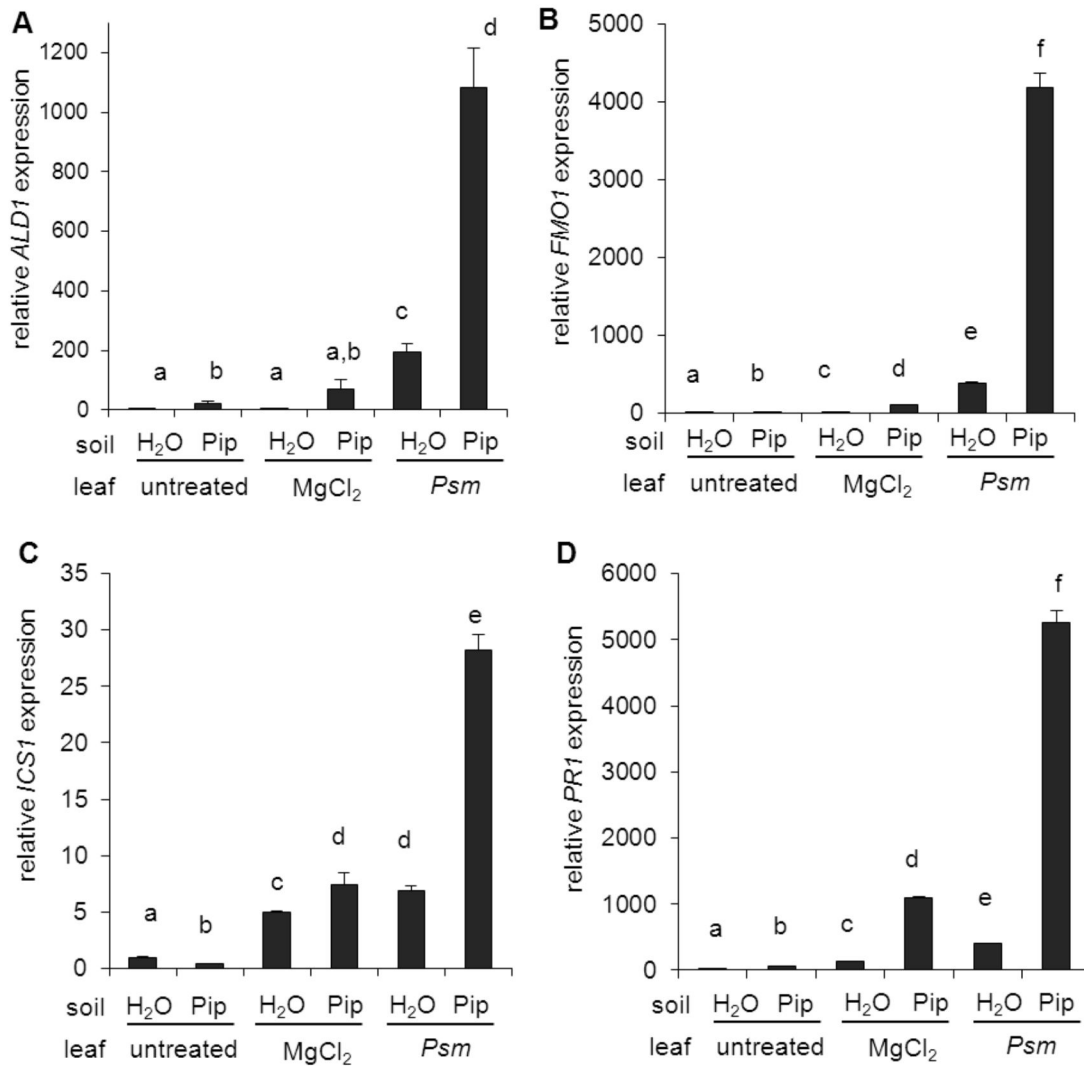 A
relative ALD1 expression
1200
1000
800
600
400
200
0
a
b
a
a,b
c
d
soil H₂O Pip H₂O Pip H₂O Pip
leaf untreated MgCl₂ Psm
B
relative FMO1 expression
5000
4000
3000
2000
1000
0
a
b
c
d
e
f
soil H₂O Pip H₂O Pip H₂O Pip
leaf untreated MgCl₂ Psm
C
relative ICS1 expression
35
30
25
20
15
10
5
0
a
b
c
d
d
e
soil H₂O Pip H₂O Pip H₂O Pip
leaf untreated MgCl₂ Psm
D
relative PR1 expression
6000
5000
4000
3000
2000
1000
0
a
b
c
d
e
f
soil H₂O Pip H₂O Pip H₂O Pip
leaf untreated MgCl₂ Psm